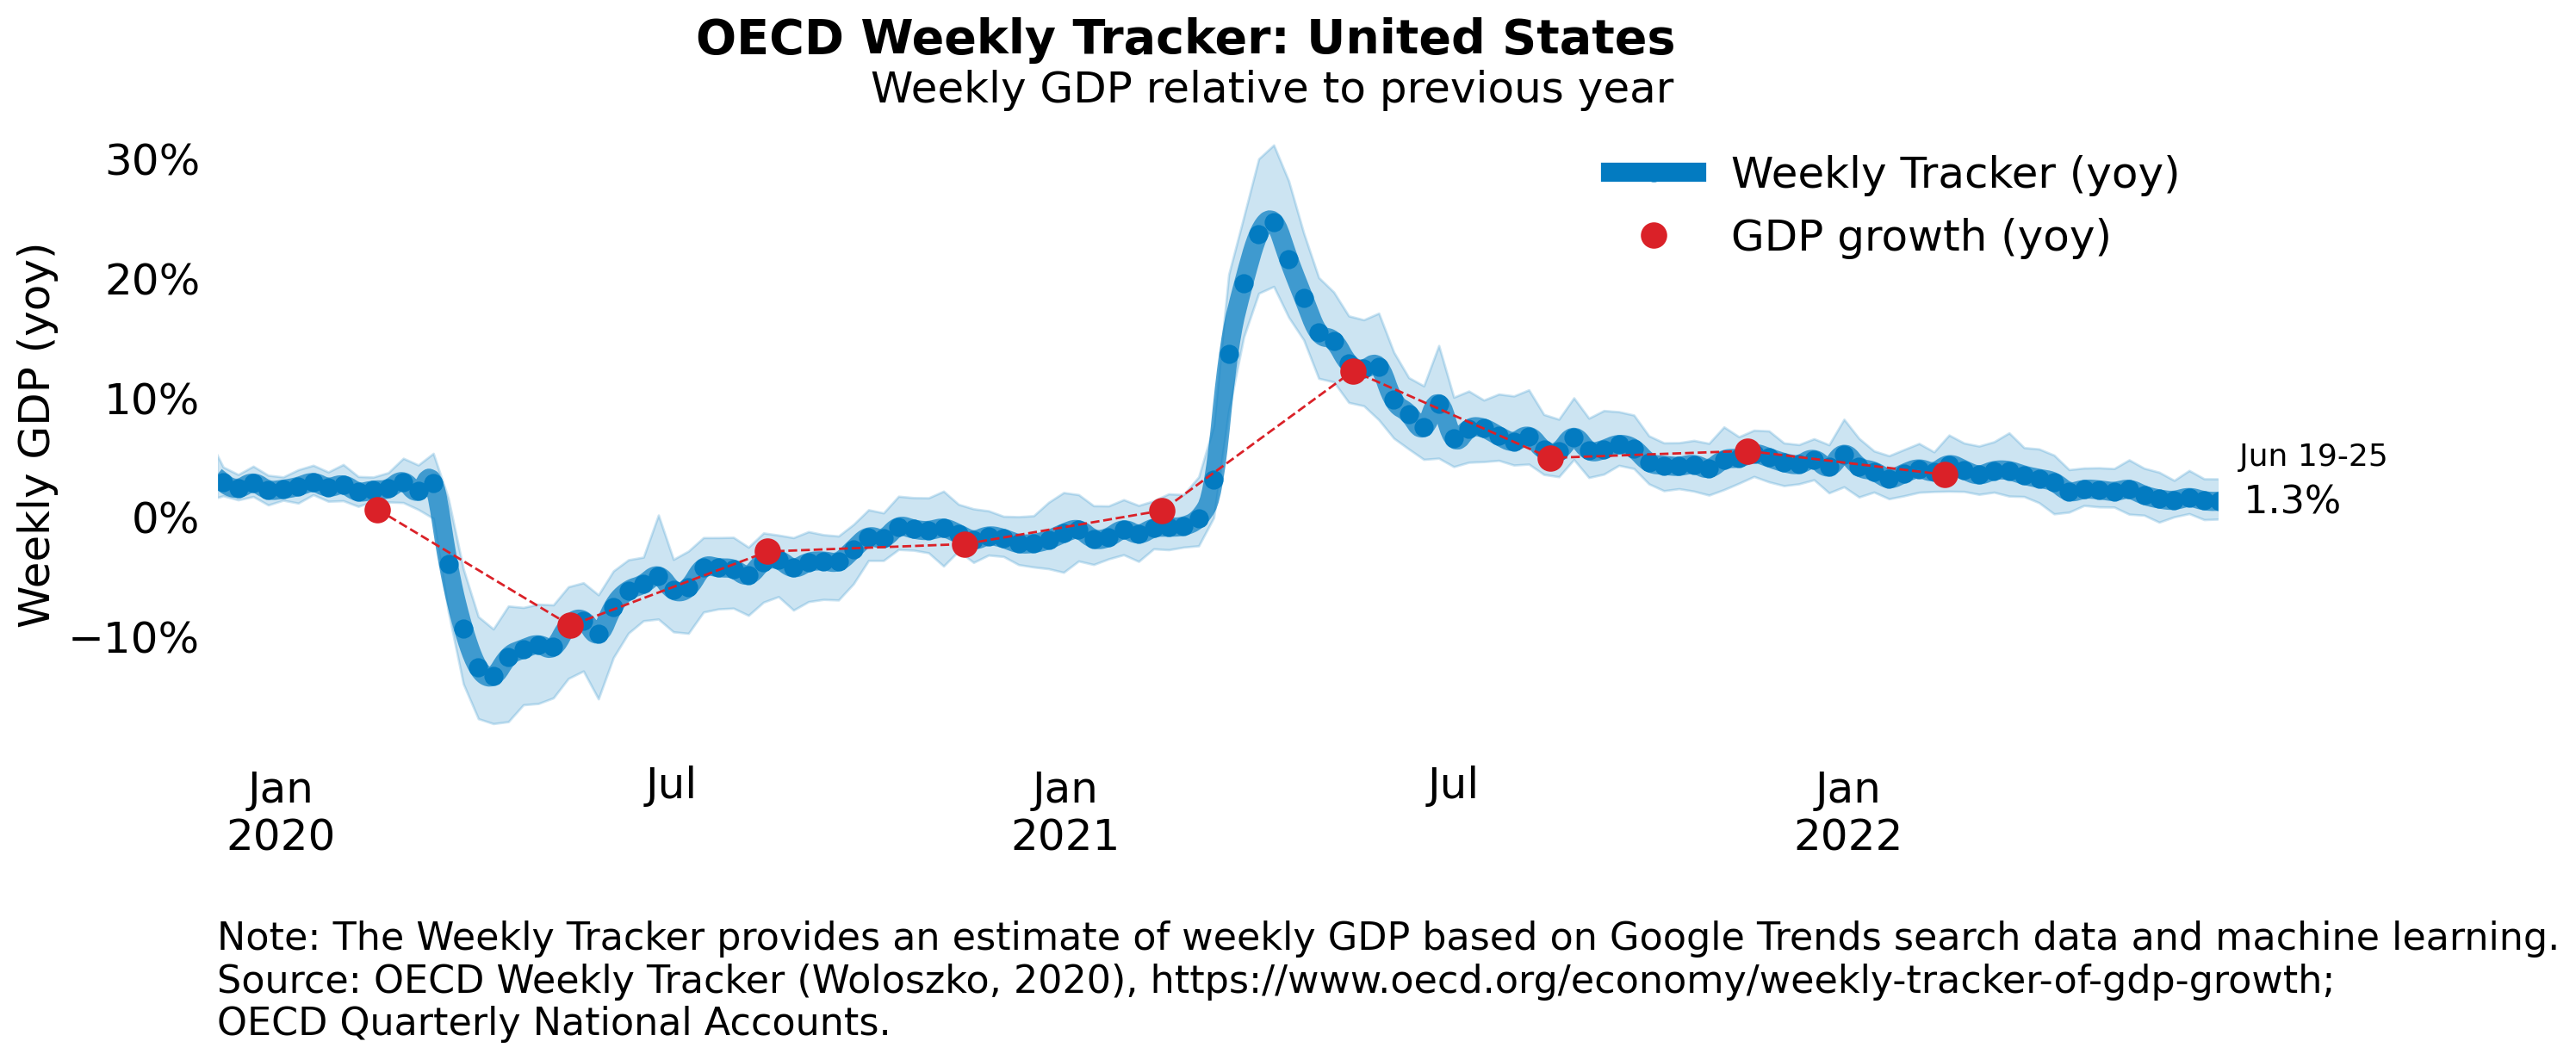 OECD Weekly Tracker: United States
Weekly GDP relative to previous year
Weekly GDP (yoy)
30%
20%
10%
0%
−10%
Weekly Tracker (yoy)
GDP growth (yoy)
Jun 19-25
1.3%
Jan
2020
Jul
Jan
2021
Jul
Jan
2022
Note: The Weekly Tracker provides an estimate of weekly GDP based on Google Trends search data and machine learning.
Source: OECD Weekly Tracker (Woloszko, 2020), https://www.oecd.org/economy/weekly-tracker-of-gdp-growth;
OECD Quarterly National Accounts.